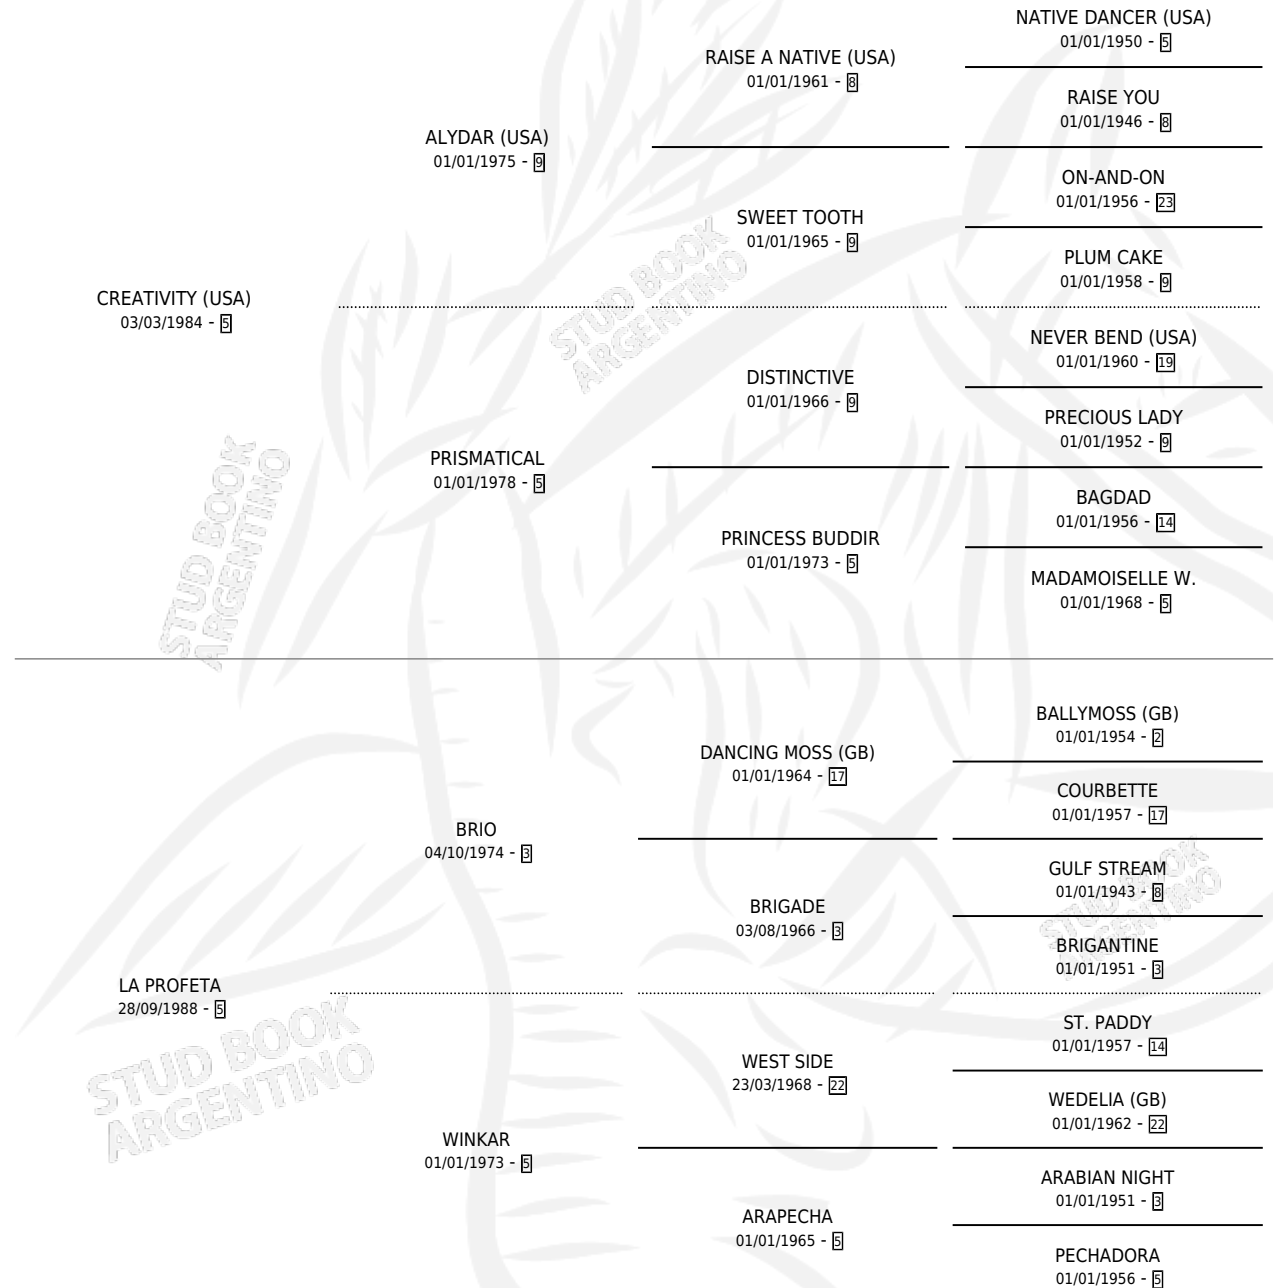 NATIVE DANCER (USA)
01/01/1950 - 5
RAISE A NATIVE (USA)
01/01/1961 - 8
RAISE YOU
01/01/1946 - 8
ALYDAR (USA)
01/01/1975 - 9
ON-AND-ON
01/01/1956 - 23
SWEET TOOTH
01/01/1965 - 9
PLUM CAKE
01/01/1958 - 9
CREATIVITY (USA)
03/03/1984 - 5
NEVER BEND (USA)
01/01/1960 - 19
DISTINCTIVE
01/01/1966 - 9
PRECIOUS LADY
01/01/1952 - 9
PRISMATICAL
01/01/1978 - 5
BAGDAD
01/01/1956 - 14
PRINCESS BUDDIR
01/01/1973 - 5
MADAMOISELLE W.
01/01/1968 - 5
BALLYMOSS (GB)
01/01/1954 - 2
DANCING MOSS (GB)
01/01/1964 - 17
COURBETTE
01/01/1957 - 17
BRIO
04/10/1974 - 3
GULF STREAM
01/01/1943 - 8
BRIGADE
03/08/1966 - 3
BRIGANTINE
01/01/1951 - 3
LA PROFETA
28/09/1988 - 5
ST. PADDY
01/01/1957 - 14
WEST SIDE
23/03/1968 - 22
WEDELIA (GB)
01/01/1962 - 22
WINKAR
01/01/1973 - 5
ARABIAN NIGHT
01/01/1951 - 3
ARAPECHA
01/01/1965 - 5
PECHADORA
01/01/1956 - 5
STUD BOOK
ARGENTINO
STUD BOOK
ARGENTINO
STUD BOOK
ARGENTINO
STUD BOOK
ARGENTINO